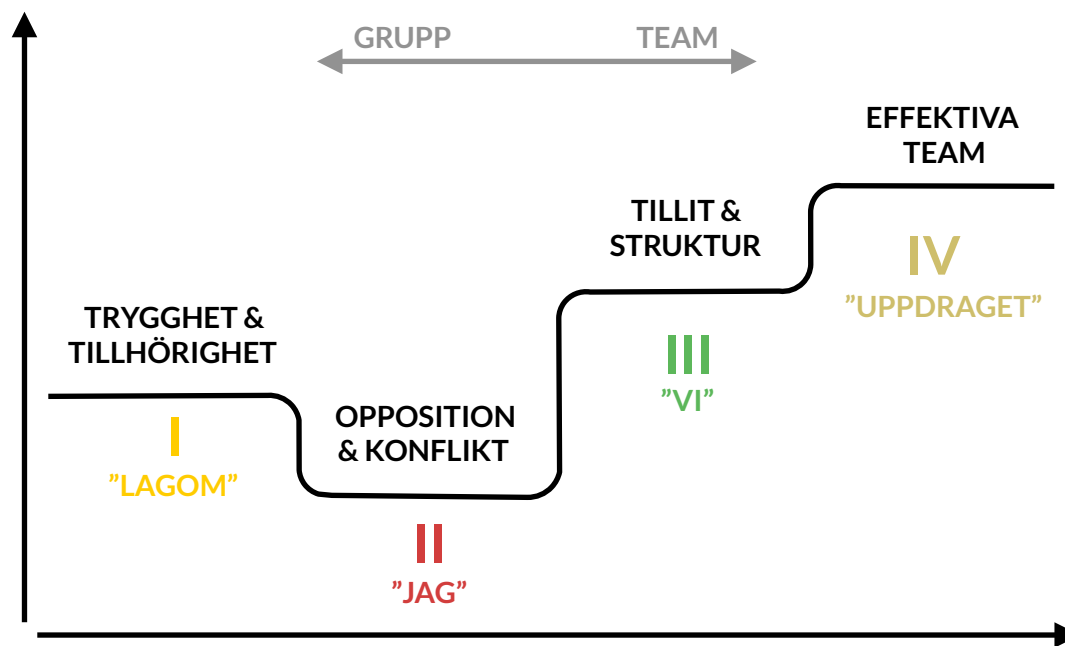 GRUPP TEAM
EFFEKTIVA
TEAM
TILLIT &
STRUKTUR
IV
”UPPDRAGET”
TRYGGHET &
TILLHÖRIGHET
III
”VI”
OPPOSITION
& KONFLIKT
I
”LAGOM”
II
”JAG”